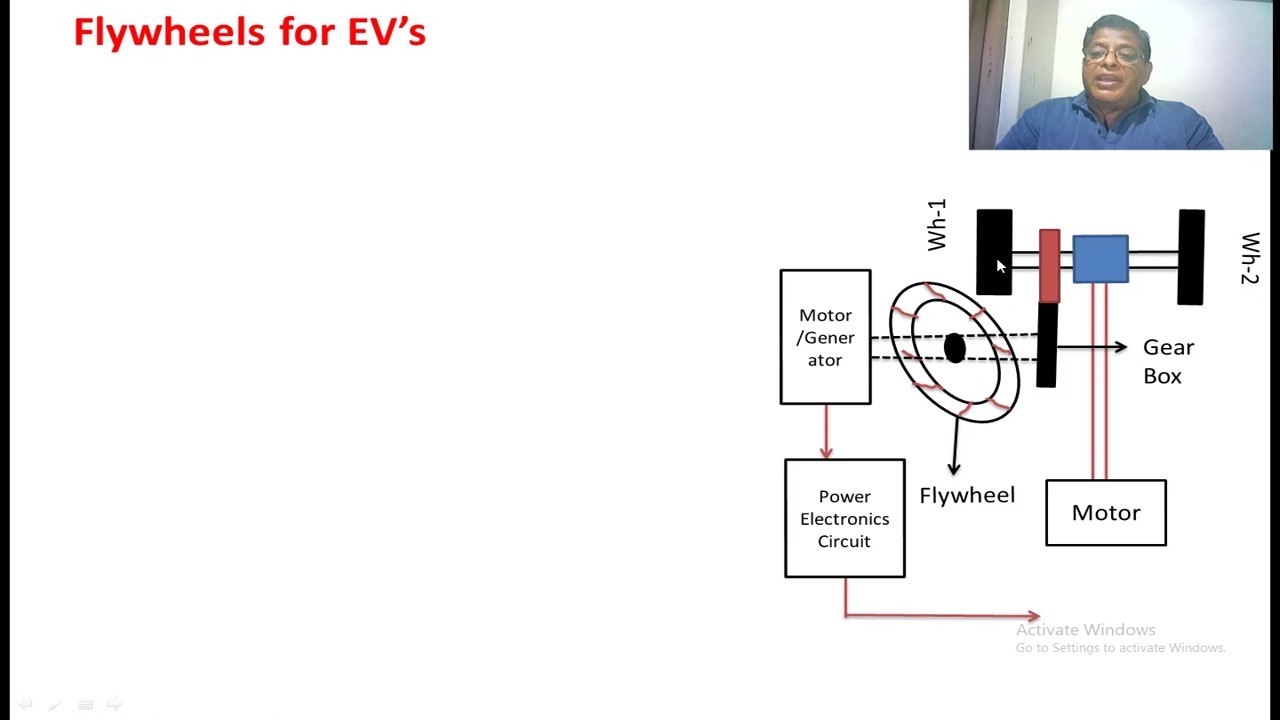 Flywheels for EV’s
Wh-1
Wh-2
Motor
/Gener
ator
Gear
Box
Power
Electronics
Circuit
Flywheel
Motor
Activate Windows
Go to Settings to activate Windows.